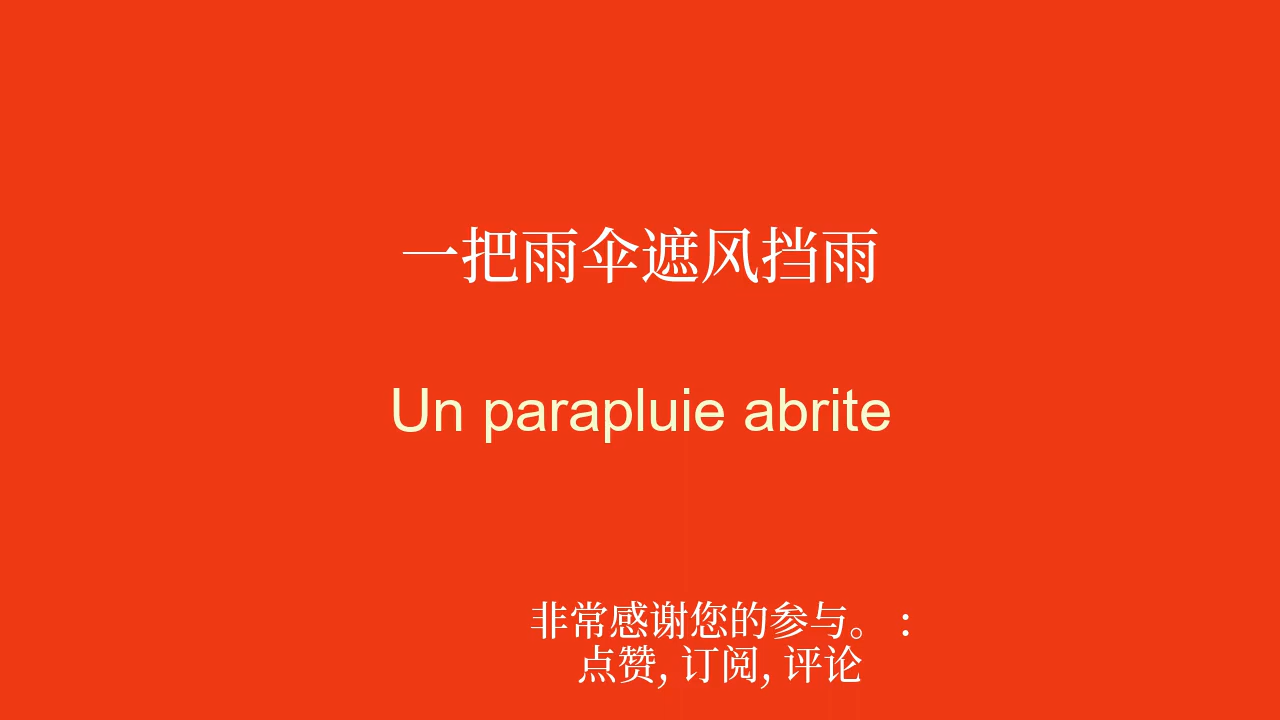 一把雨伞遮风挡雨
Un parapluie abrite
非常感谢您的参与。 :
点赞, 订阅, 评论